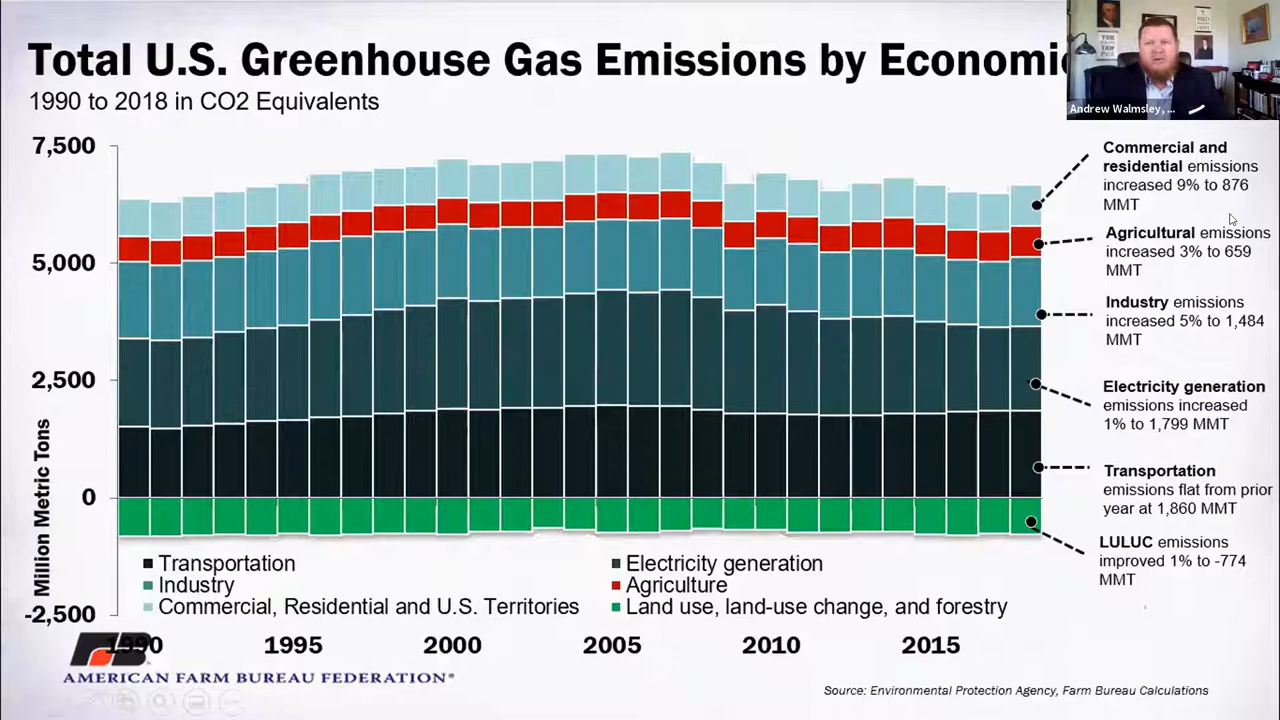 Total U.S. Greenhouse Gas Emissions by Economic
1990 to 2018 in CO2 Equivalents
Andrew Walmsley, ...
7,500
5,000
2,500
0
-2,500
Million Metric Tons
Commercial and
residential emissions
increased 9% to 876
MMT
Agricultural emissions
increased 3% to 659
MMT
Industry emissions
increased 5% to 1,484
MMT
Electricity generation
emissions increased
1% to 1,799 MMT
Transportation
emissions flat from prior
year at 1,860 MMT
LULUC emissions
improved 1% to -774
MMT
Transportation
Electricity generation
Industry
Agriculture
Commercial, Residential and U.S. Territories
Land use, land-use change, and forestry
1990
1995
2000
2005
2010
2015
FB
AMERICAN FARM BUREAU FEDERATION®
Source: Environmental Protection Agency, Farm Bureau Calculations